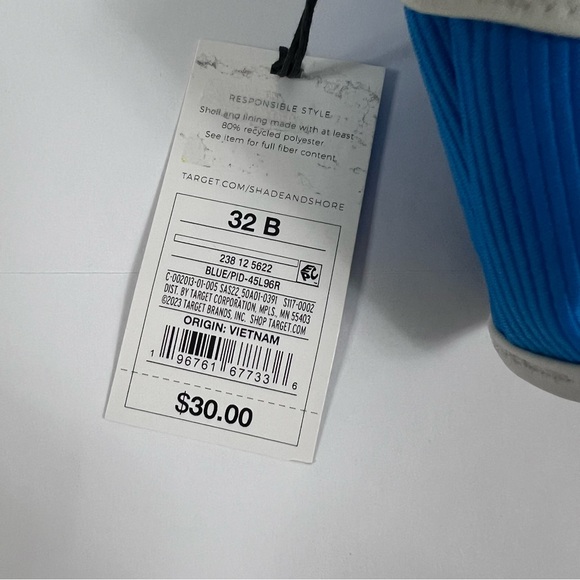 RESPONSIBLE STYLE
Shell and lining made with at least
80% recycled polyester
See item for full fiber content
TARGET.COM/SHADEANDSHORE
32 B
238 12 5622
BLUE/PID-45L96R
C-002013-01-005 SAS22_50A01-0391 S117-0002
DIST. BY TARGET CORPORATION, MPLS, MN 55403
©2023 TARGET BRANDS, INC. SHOP TARGET.COM
ORIGIN: VIETNAM
1 96761 67733 6
$30.00